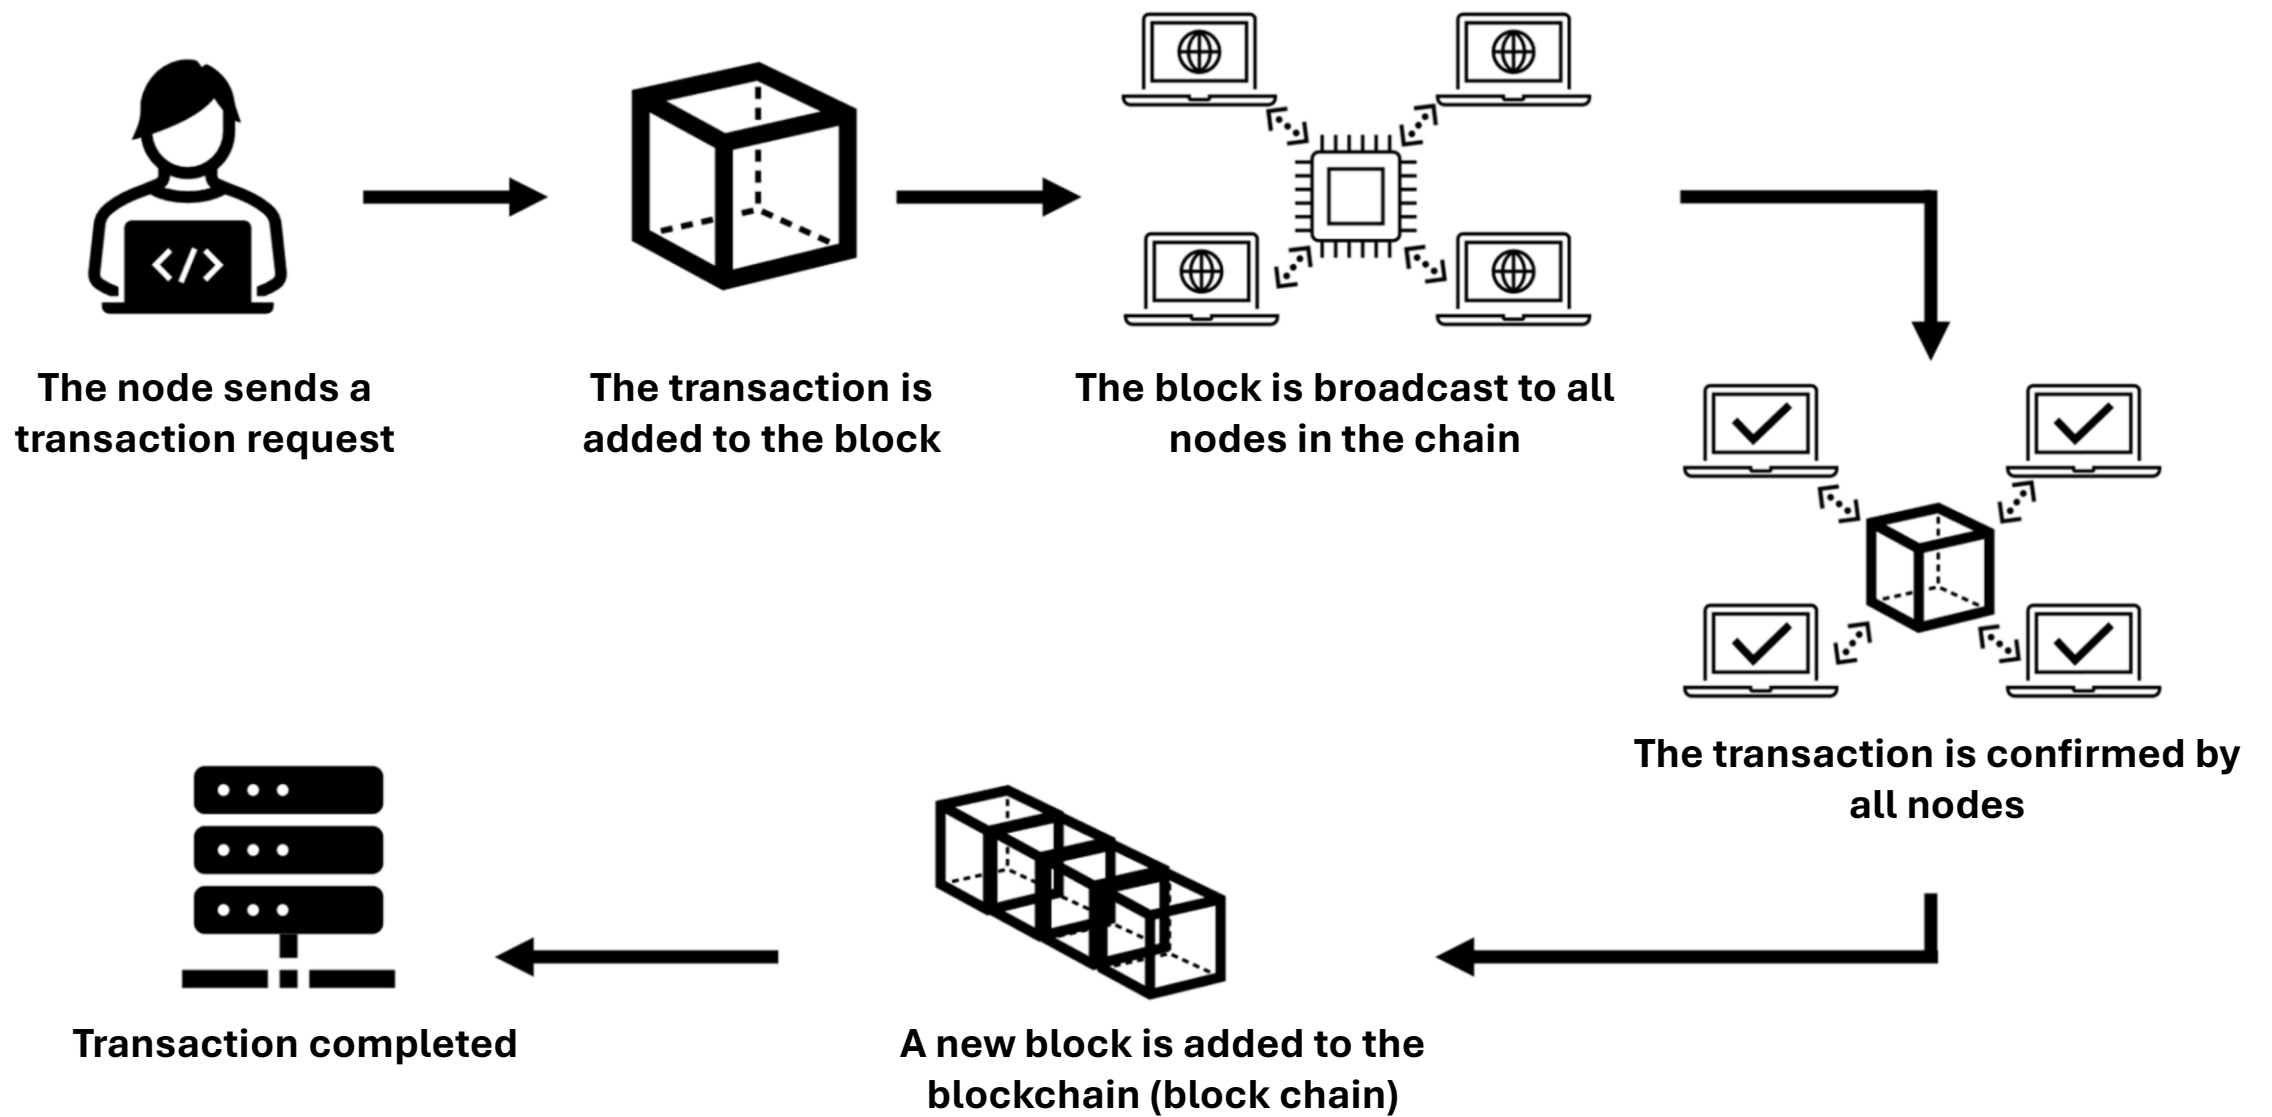 </>
The node sends a
transaction request
The transaction is
added to the block
The block is broadcast to all
nodes in the chain
The transaction is confirmed by
all nodes
A new block is added to the
blockchain (block chain)
Transaction completed